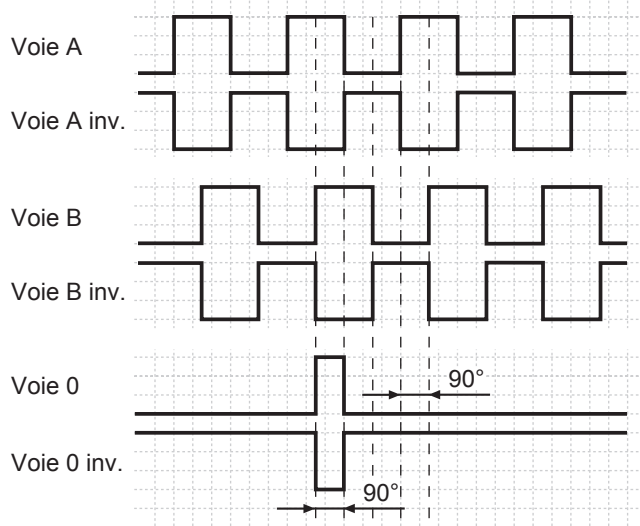 Voie A
Voie A inv.
Voie B
Voie B inv.
Voie 0
90°
Voie 0 inv.
90°